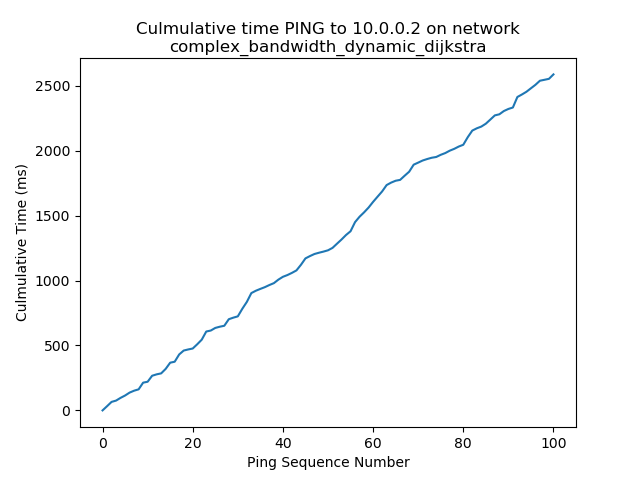 Culmulative time PING to 10.0.0.2 on network
complex_bandwidth_dynamic_dijkstra
2500
2000
1500
1000
500
0
Culmulative Time (ms)
0 20 40 60 80 100
Ping Sequence Number